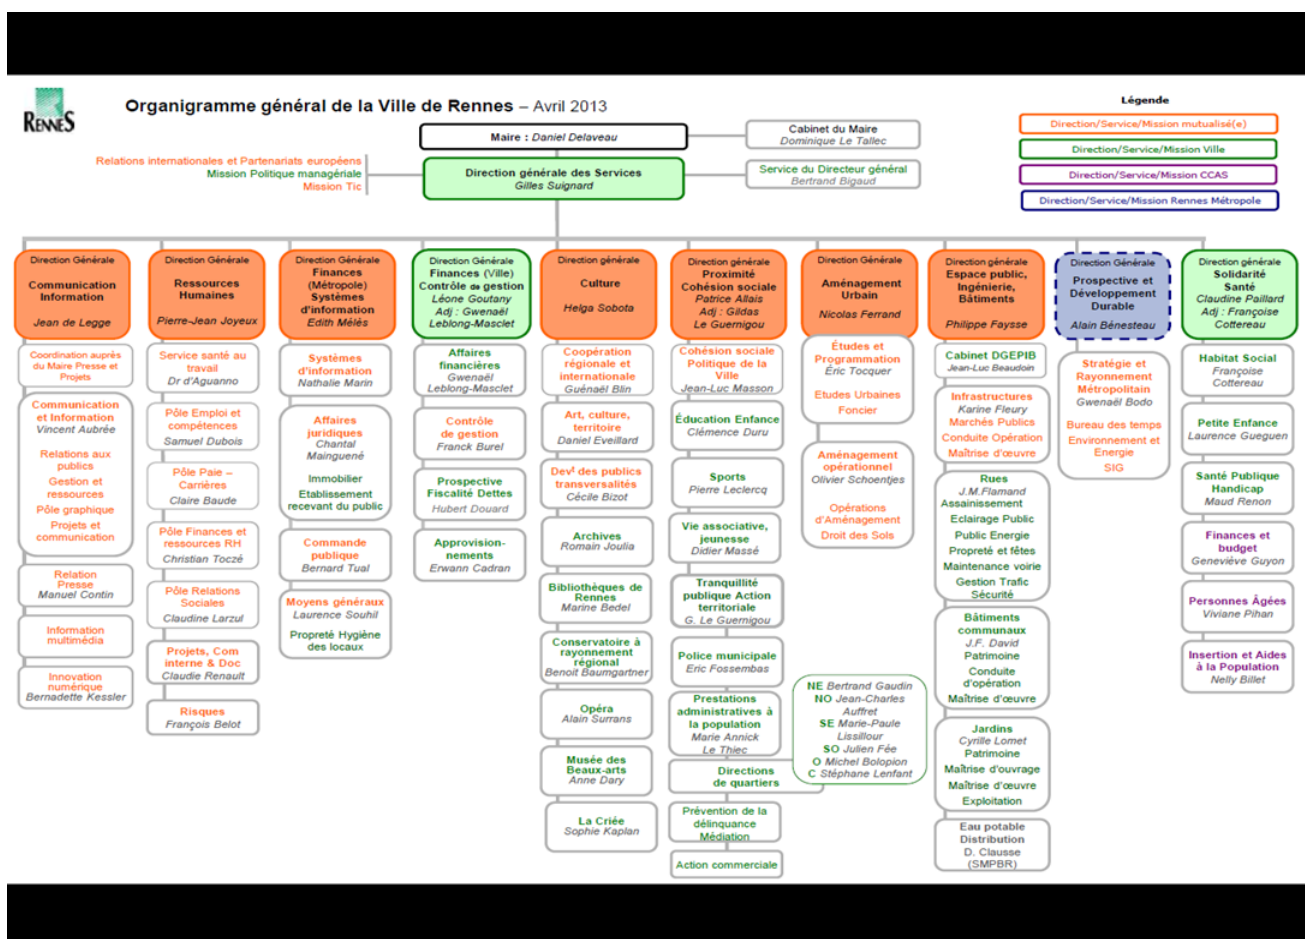 RENNES
Organigramme général de la Ville de Rennes – Avril 2013
Maire : Daniel Delaveau
Cabinet du Maire
Dominique Le Tallec
Légende
Direction/Service/Mission mutualisé(e)
Direction/Service/Mission Ville
Direction/Service/Mission CCAS
Direction/Service/Mission Rennes Métropole
Relations internationales et Partenariats européens
Mission Politique managériale
Mission Tic
Direction générale des Services
Gilles Suignard
Service du Directeur général
Bertrand Bigaud
Direction Générale
Communication
Information
Jean de Legge
Coordination auprès
du Maire Presse et
Projets
Communication
et Information
Vincent Aubrée
Relations aux
publics
Gestion et
ressources
Pôle graphique
Projets et
communication
Relation
Presse
Manuel Contin
Information
multimédia
Innovation
numérique
Bernadette Kessler
Direction Générale
Ressources
Humaines
Pierre-Jean Joyeux
Service santé au
travail
Dr d'Aguanno
Pôle Emploi et
compétences
Samuel Dubois
Pôle Paie –
Carrières
Claire Baude
Pôle Finances et
ressources RH
Christian Toczé
Pôle Relations
Sociales
Claudine Larzul
Projets, Com
interne & Doc
Claudie Renault
Risques
François Belot
Direction Générale
Finances
(Métropole)
Systèmes
d'information
Edith Mélès
Systèmes
d'information
Nathalie Marin
Affaires
juridiques
Chantal
Mainguené
Immobilier
Etablissement
recevant du public
Commande
publique
Bernard Tual
Moyens généraux
Laurence Souhil
Propreté Hygiène
des locaux
Direction Générale
Finances (Ville)
Contrôle de gestion
Léone Goutany
Adj : Gwenaël
Leblong-Masclet
Affaires
financières
Gwenaël
Leblong-Masclet
Contrôle
de gestion
Franck Burel
Prospective
Fiscalité Dettes
Hubert Douard
Approvision-
nements
Erwann Cadran
Direction générale
Culture
Helga Sobota
Coopération
régionale et
internationale
Guénaël Blin
Art, culture,
territoire
Daniel Eveillard
Devt des publics
transversalités
Cécile Bizot
Archives
Romain Joulia
Bibliothèques de
Rennes
Marine Bedel
Conservatoire à
rayonnement
régional
Benoit Baumgartner
Opéra
Alain Surrans
Musée des
Beaux-arts
Anne Dary
La Criée
Sophie Kaplan
Direction générale
Proximité
Cohésion sociale
Patrice Allais
Adj : Gildas
Le Guernigou
Cohésion sociale
Politique de la
Ville
Jean-Luc Masson
Éducation Enfance
Clémence Duru
Sports
Pierre Leclercq
Vie associative,
jeunesse
Didier Massé
Tranquillité
publique Action
territoriale
G. Le Guernigou
Police municipale
Eric Fossembas
Prestations
administratives à
la population
Marie Annick
Le Thiec
Directions
de quartiers
Prévention de la
délinquance
Médiation
Action commerciale
Direction Générale
Aménagement
Urbain
Nicolas Ferrand
Études et
Programmation
Éric Tocquer
Etudes Urbaines
Foncier
Aménagement
opérationnel
Olivier Schoentjes
Opérations
d'Aménagement
Droit des Sols
NE Bertrand Gaudin
NO Jean-Charles
Auffret
SE Marie-Paule
Lissillour
SO Julien Fée
O Michel Bolopion
C Stéphane Lenfant
Direction générale
Espace public,
Ingénierie,
Bâtiments
Philippe Faysse
Cabinet DGEPIB
Jean-Luc Beaudoin
Infrastructures
Karine Fleury
Marchés Publics
Conduite Opération
Maîtrise d'œuvre
Rues
J.M.Flamand
Assainissement
Eclairage Public
Public Energie
Propreté et fêtes
Maintenance voirie
Gestion Trafic
Sécurité
Bâtiments
communaux
J.F. David
Patrimoine
Conduite
d'opération
Maîtrise d'œuvre
Jardins
Cyrille Lomet
Patrimoine
Maîtrise d'ouvrage
Maîtrise d'œuvre
Exploitation
Eau potable
Distribution
D. Clausse
(SMPBR)
Direction Générale
Prospective et
Développement
Durable
Alain Bénesteau
Stratégie et
Rayonnement
Métropolitain
Gwenaël Bodo
Bureau des temps
Environnement et
Energie
SIG
Direction générale
Solidarité
Santé
Claudine Paillard
Adj : Françoise
Cottereau
Habitat Social
Françoise
Cottereau
Petite Enfance
Laurence Gueguen
Santé Publique
Handicap
Maud Renon
Finances et
budget
Geneviéve Guyon
Personnes Âgées
Viviane Pihan
Insertion et Aides
à la Population
Nelly Billet